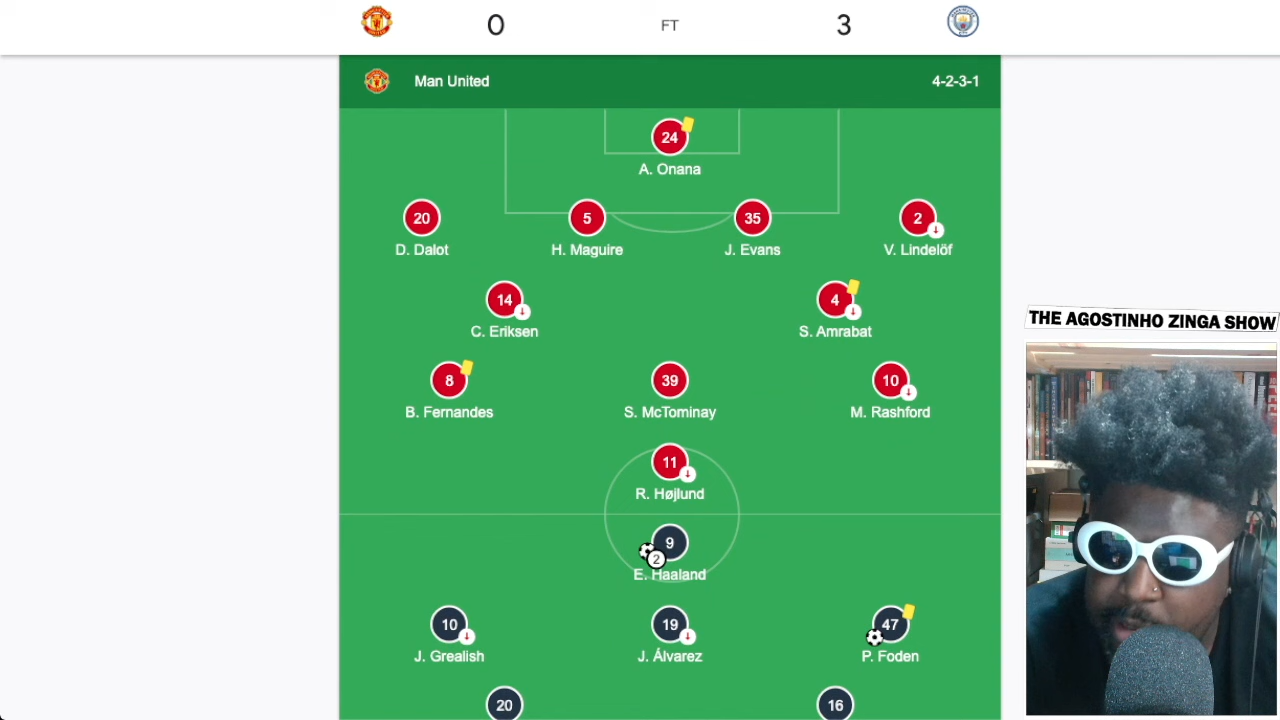 0 FT 3
Man United 4-2-3-1
24
A. Onana
20 5 35 2
D. Dalot H. Maguire J. Evans V. Lindelöf
14 4
C. Eriksen S. Amrabat
8 39 10
B. Fernandes S. McTominay M. Rashford
11
R. Højlund
9
2
E. Haaland
10 19 47
J. Grealish J. Álvarez P. Foden
20 16
THE AGOSTINHO ZINGA SHOW